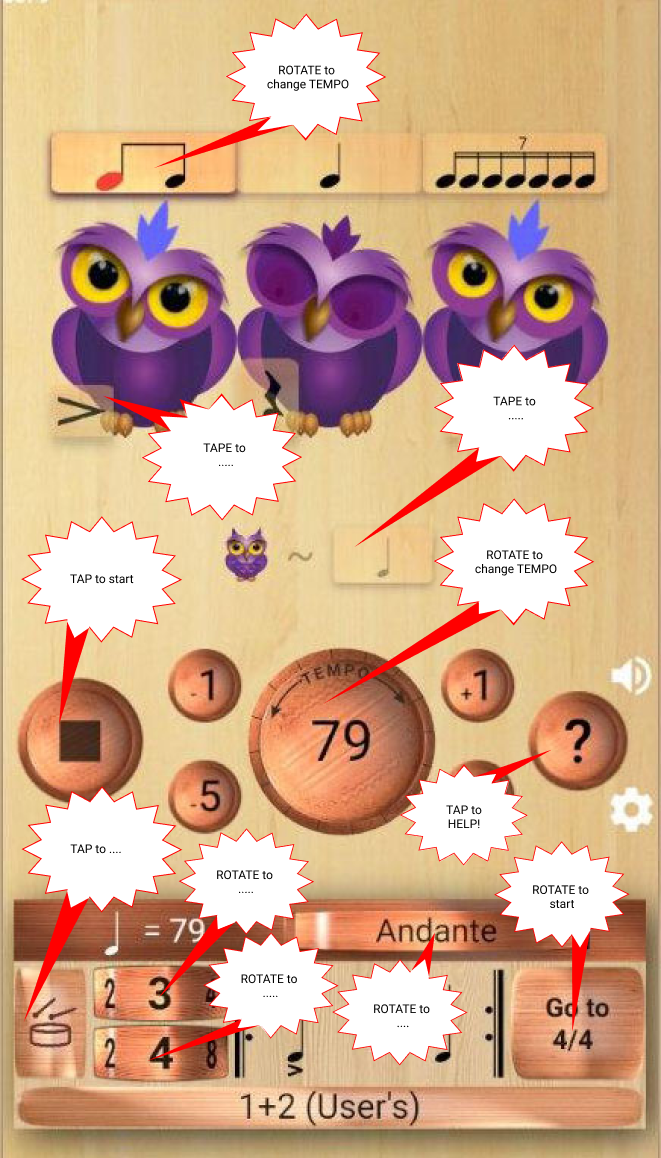 ROTATE to
change TEMPO
7
TAPE to
.....
TAPE to
.....
TAP to start
ROTATE to
change TEMPO
TEMPO
-1
79
+1
?
-5
TAP to
HELP!
TAP to ....
ROTATE to
.....
ROTATE to
start
= 79
Andante
ROTATE to
.....
ROTATE to
....
2 3 4
2 4 8
Go to
4/4
1+2 (User's)